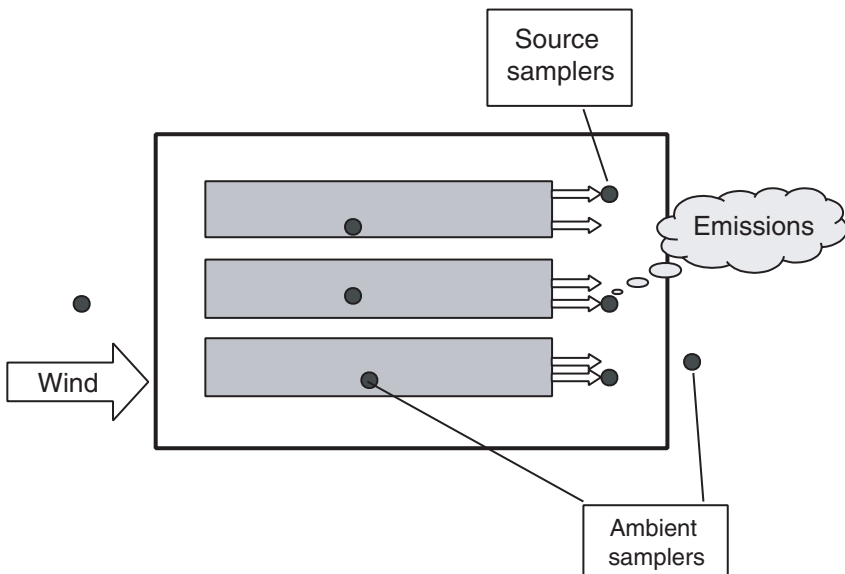 Source
samplers
Emissions
Wind
Ambient
samplers